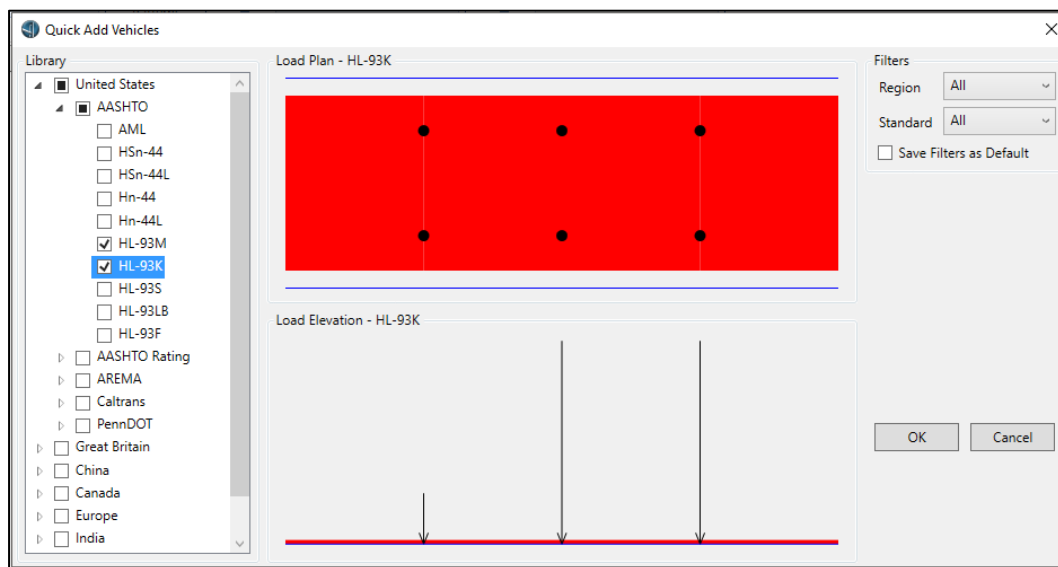 Quick Add Vehicles
Library
United States
AASHTO
AML
HSn-44
HSn-44L
Hn-44
Hn-44L
HL-93M
HL-93K
HL-93S
HL-93LB
HL-93F
AASHTO Rating
AREMA
Caltrans
PennDOT
Great Britain
China
Canada
Europe
India
Load Plan - HL-93K
Load Elevation - HL-93K
Filters
Region All
Standard All
Save Filters as Default
OK Cancel